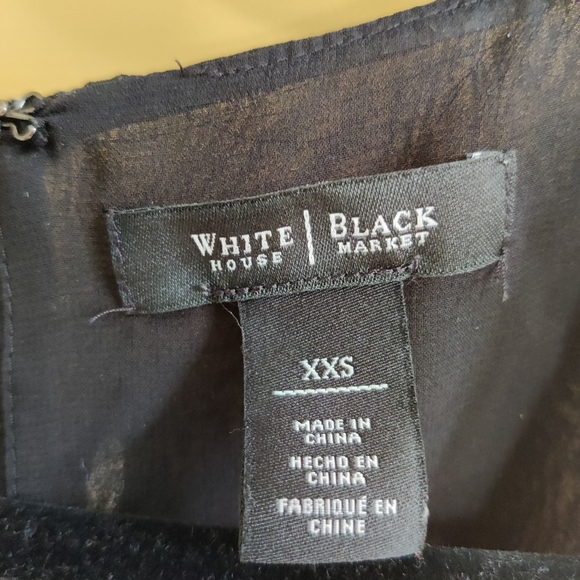 WHITE | BLACK
HOUSE | MARKET
XXS
MADE IN
CHINA
HECHO EN
CHINA
FABRIQUÉ EN
CHINE